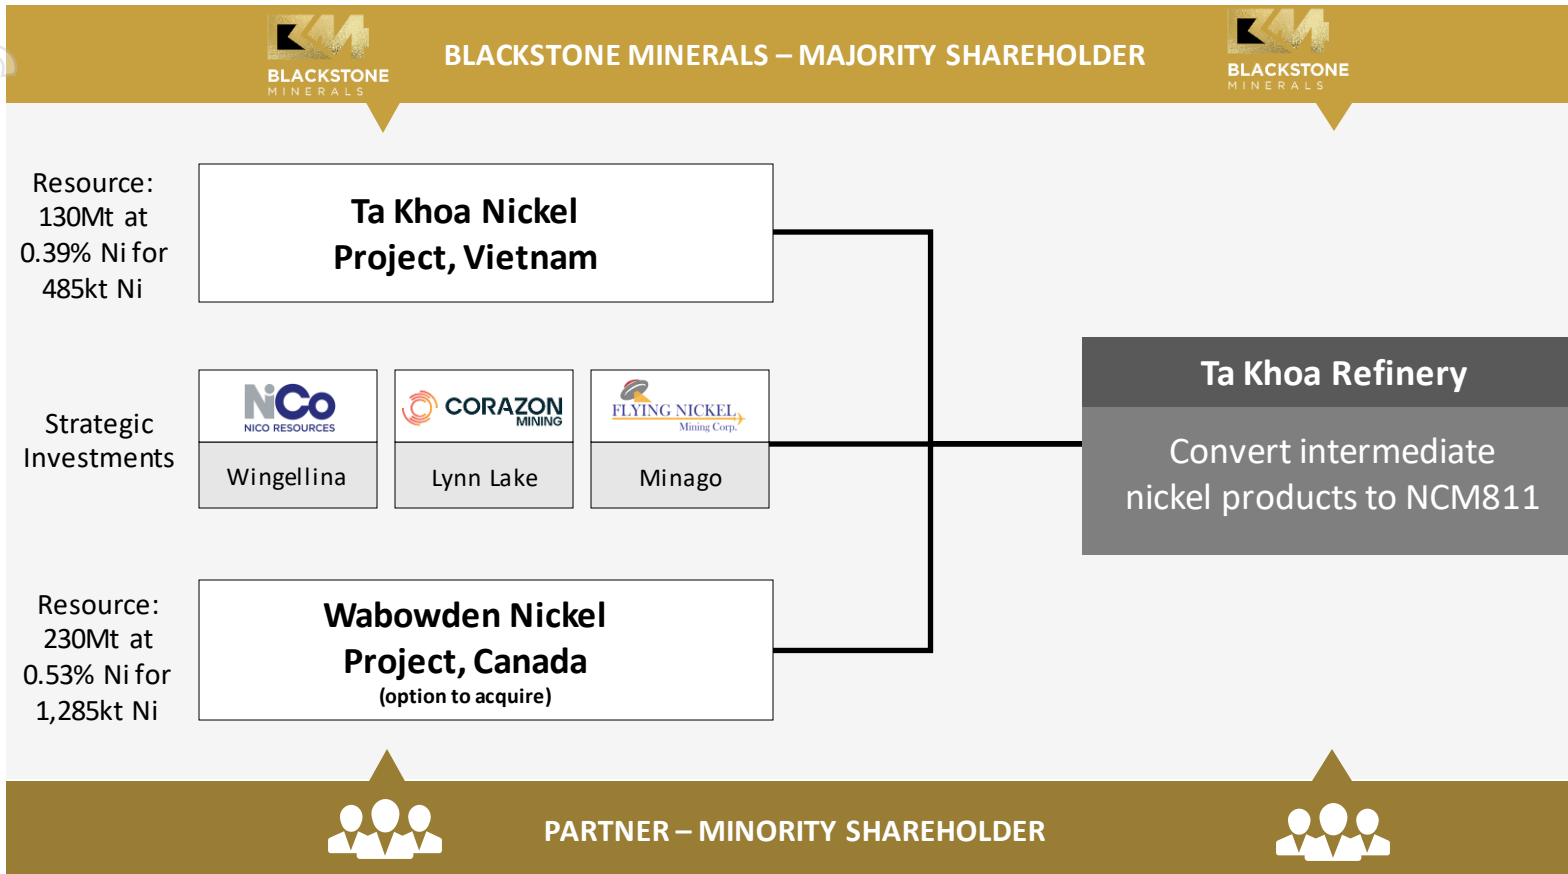 BLACKSTONE
MINERALS
BLACKSTONE MINERALS – MAJORITY SHAREHOLDER
BLACKSTONE
MINERALS
Resource:
130Mt at
0.39% Ni for
485kt Ni
Ta Khoa Nickel
Project, Vietnam
Strategic
Investments
NiCo
NICO RESOURCES
Wingellina
CORAZON
MINING
Lynn Lake
FLYING NICKEL
Mining Corp.
Minago
Ta Khoa Refinery
Convert intermediate
nickel products to NCM811
Resource:
230Mt at
0.53% Ni for
1,285kt Ni
Wabowden Nickel
Project, Canada
(option to acquire)
PARTNER – MINORITY SHAREHOLDER